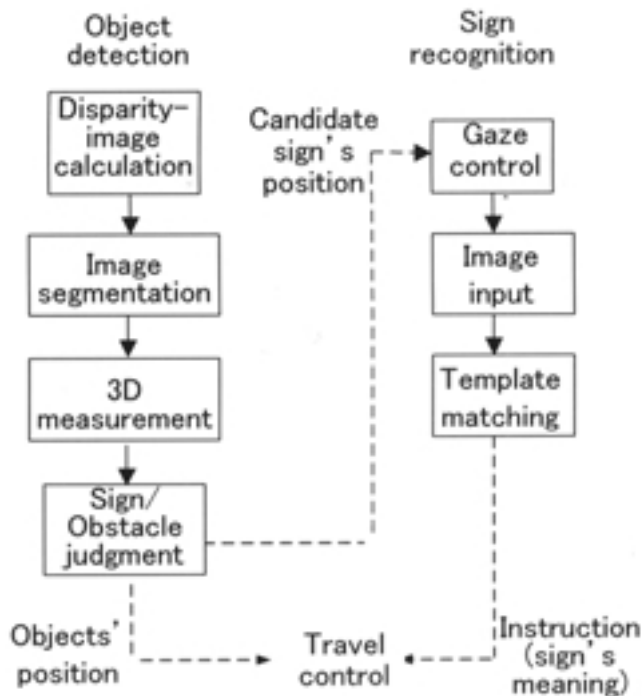 Object
detection
Disparity-
image
calculation
Image
segmentation
3D
measurement
Sign/
Obstacle
judgment
Objects'
position
Candidate
sign's
position
Sign
recognition
Gaze
control
Image
input
Template
matching
Instruction
(sign's
meaning)
Travel
control